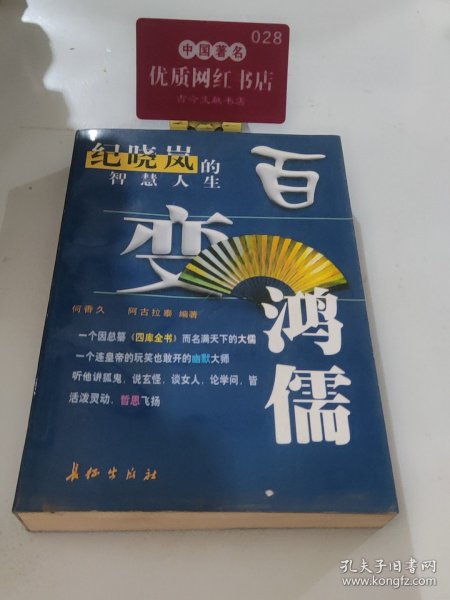 028
中国著名
优质网红书店
古今文献书店
纪晓岚的
智慧人生
百
变
鸿
儒
何香久 阿古拉泰 编著
一个因总纂《四库全书》而名满天下的大儒
一个连皇帝的玩笑也敢开的幽默大师
听他讲狐鬼，说玄怪，谈女人，论学问，皆
活泼灵动，哲思飞扬
长征出版社
孔夫子旧书网
www.kongfz.com